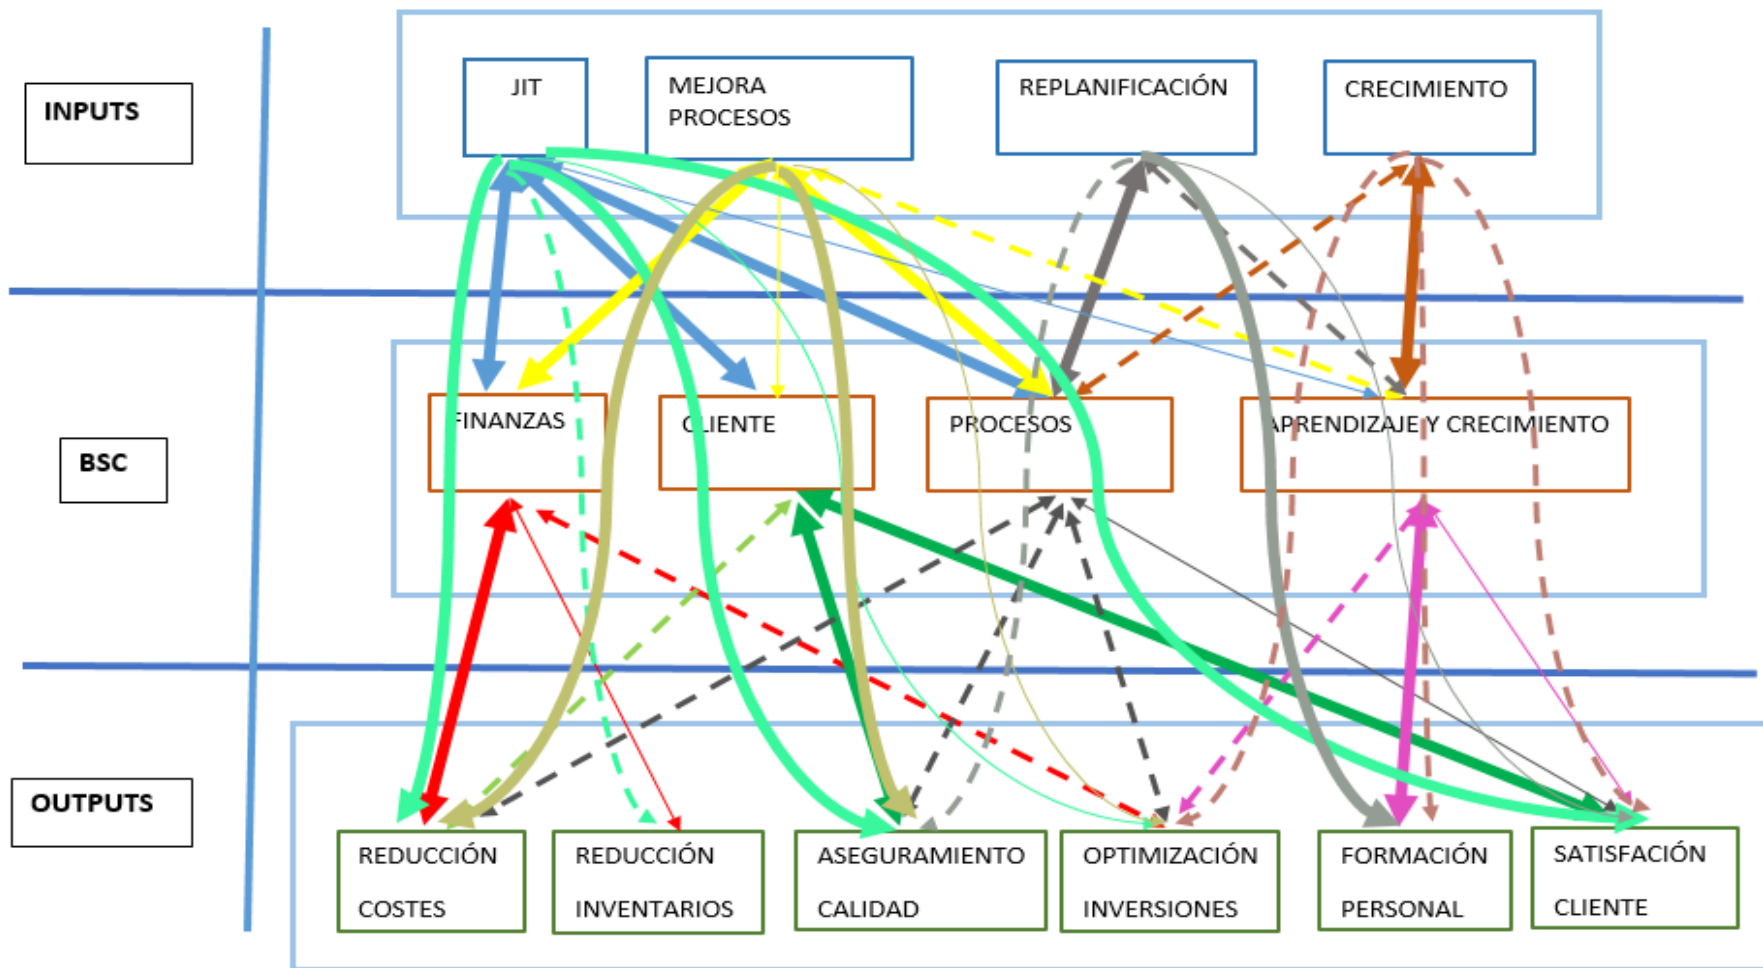 INPUTS
JIT
MEJORA
PROCESOS
REPLANIFICACIÓN
CRECIMIENTO
BSC
FINANZAS
CLIENTE
PROCESOS
APRENDIZAJE Y CRECIMIENTO
OUTPUTS
REDUCCIÓN
COSTES
REDUCCIÓN
INVENTARIOS
ASEGURAMIENTO
CALIDAD
OPTIMIZACIÓN
INVERSIONES
FORMACIÓN
PERSONAL
SATISFACIÓN
CLIENTE